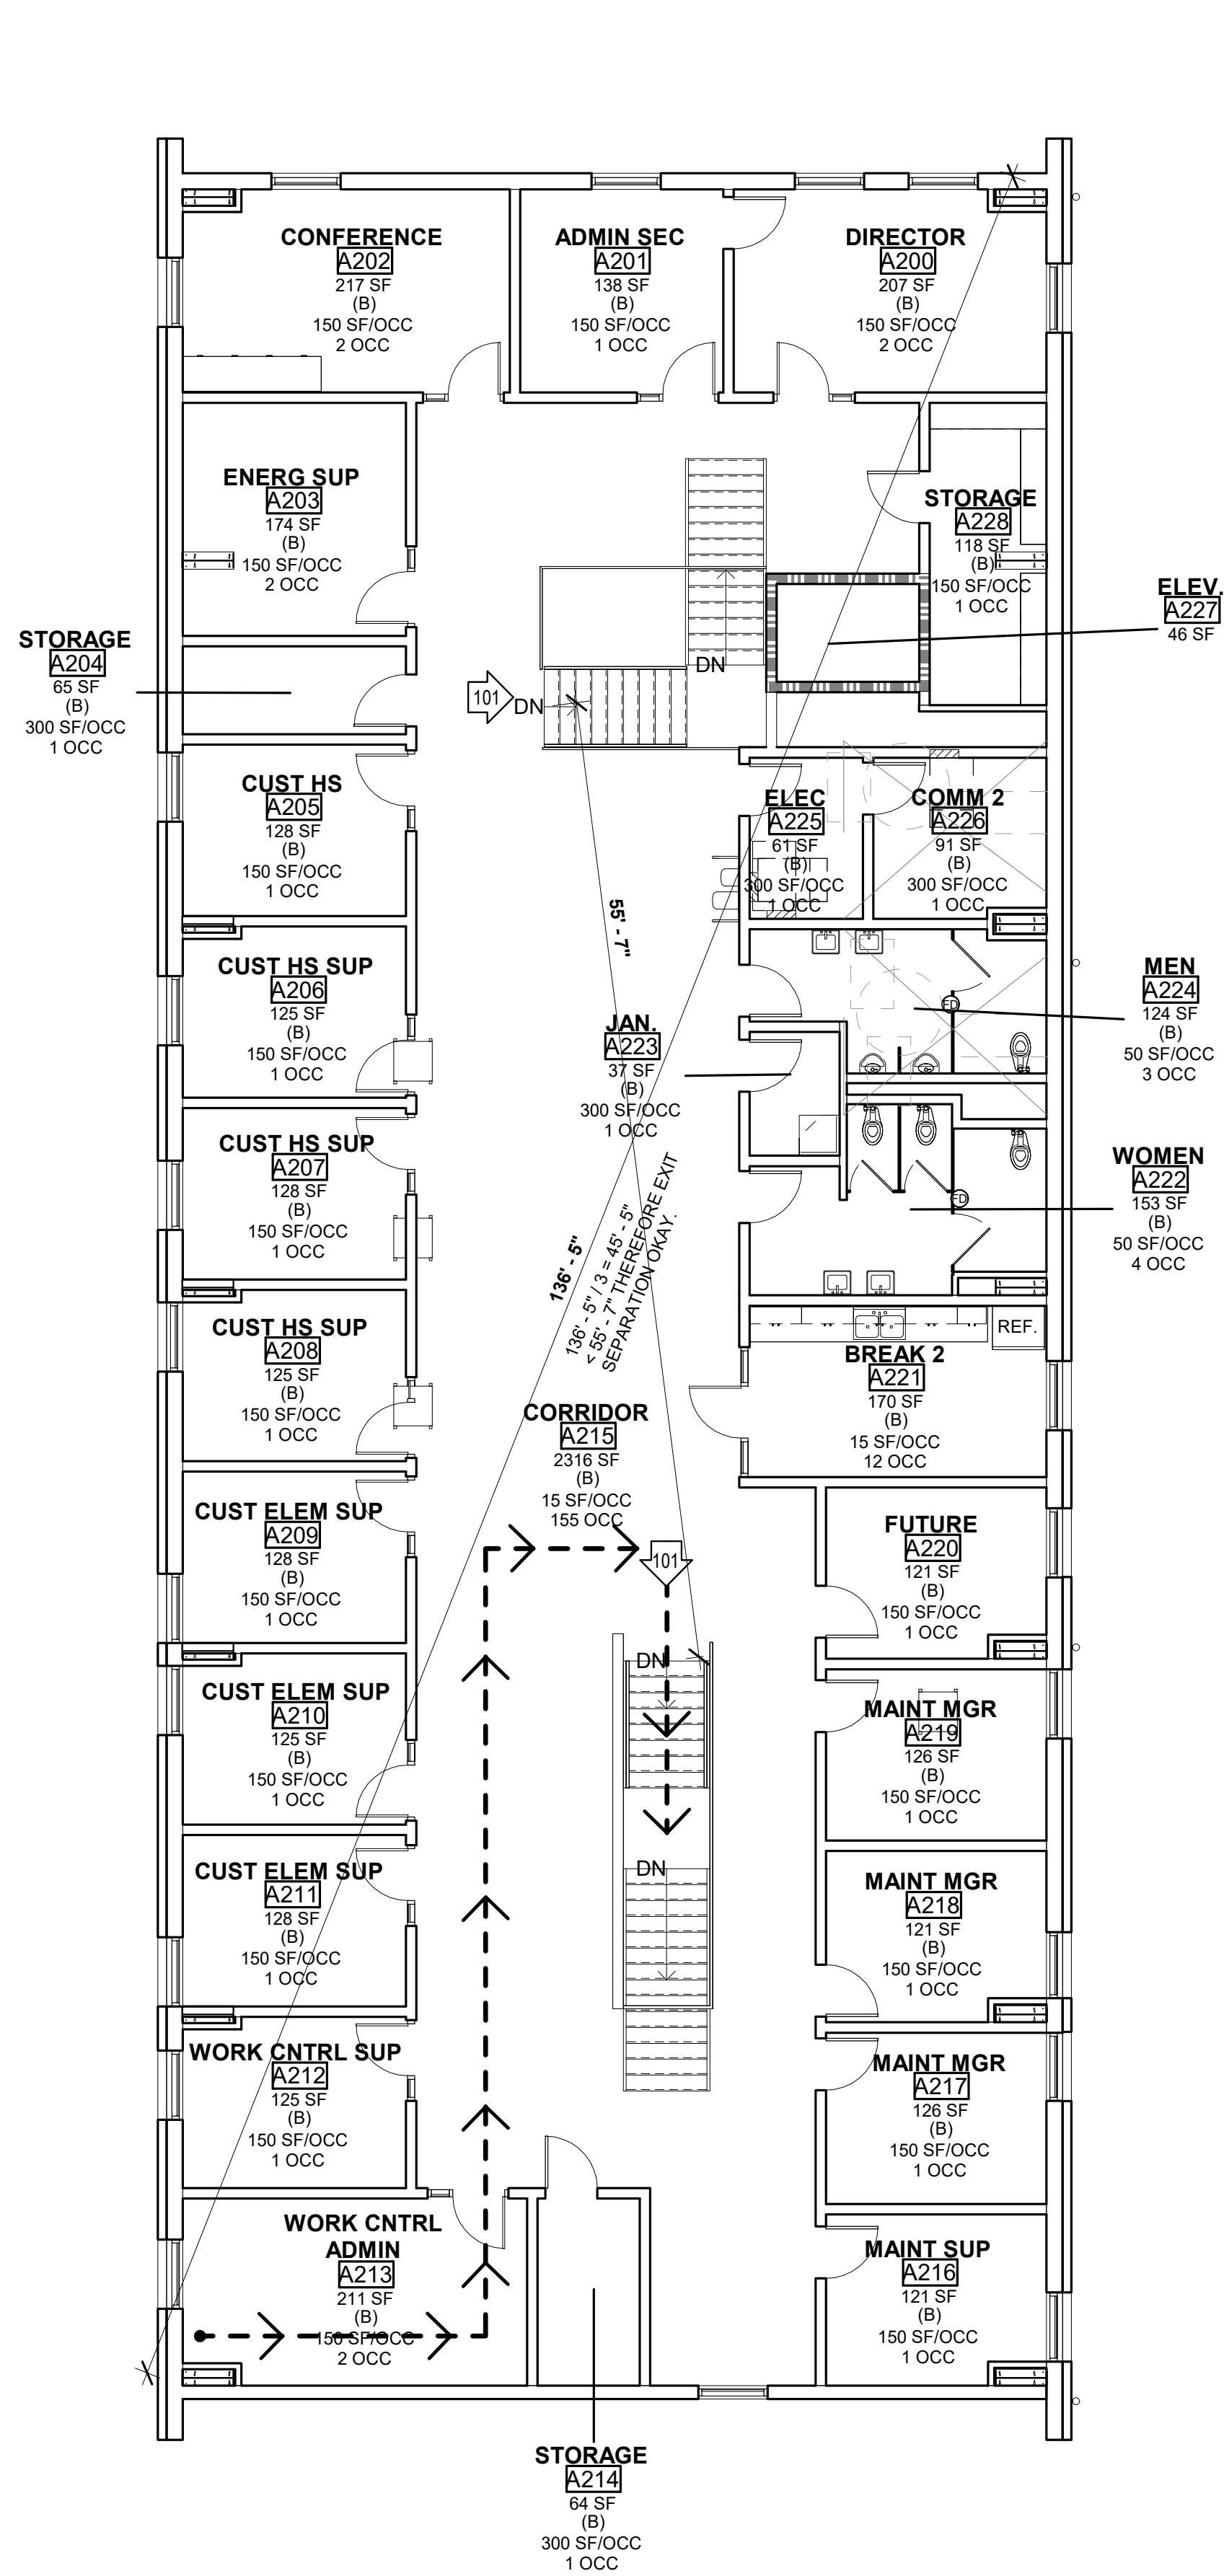 CONFERENCE
A202
217 SF
(B)
150 SF/OCC
2 OCC
ADMIN SEC
A201
138 SF
(B)
150 SF/OCC
1 OCC
DIRECTOR
A200
207 SF
(B)
150 SF/OCC
2 OCC
ENERG SUP
A203
174 SF
(B)
150 SF/OCC
2 OCC
STORAGE
A228
118 SF
(B)
150 SF/OCC
1 OCC
ELEV.
A227
46 SF
STORAGE
A204
65 SF
(B)
300 SF/OCC
1 OCC
DN
101
DN
CUST HS
A205
128 SF
(B)
150 SF/OCC
1 OCC
ELEC
A225
61 SF
(B)
300 SF/OCC
1 OCC
COMM 2
A226
91 SF
(B)
300 SF/OCC
1 OCC
55' - 7"
CUST HS SUP
A206
125 SF
(B)
150 SF/OCC
1 OCC
MEN
A224
124 SF
(B)
50 SF/OCC
3 OCC
FD
JAN.
A223
37 SF
(B)
300 SF/OCC
1 OCC
CUST HS SUP
A207
128 SF
(B)
150 SF/OCC
1 OCC
WOMEN
A222
153 SF
(B)
50 SF/OCC
4 OCC
FD
136' - 5"
136' - 5" / 3 = 45' - 5"
< 55' - 7" THEREFORE EXIT
SEPARATION OKAY.
CUST HS SUP
A208
125 SF
(B)
150 SF/OCC
1 OCC
REF.
BREAK 2
A221
170 SF
(B)
15 SF/OCC
12 OCC
CORRIDOR
A215
2316 SF
(B)
15 SF/OCC
155 OCC
101
CUST ELEM SUP
A209
128 SF
(B)
150 SF/OCC
1 OCC
FUTURE
A220
121 SF
(B)
150 SF/OCC
1 OCC
DN
CUST ELEM SUP
A210
125 SF
(B)
150 SF/OCC
1 OCC
MAINT MGR
A219
126 SF
(B)
150 SF/OCC
1 OCC
DN
CUST ELEM SUP
A211
128 SF
(B)
150 SF/OCC
1 OCC
MAINT MGR
A218
121 SF
(B)
150 SF/OCC
1 OCC
WORK CNTRL SUP
A212
125 SF
(B)
150 SF/OCC
1 OCC
MAINT MGR
A217
126 SF
(B)
150 SF/OCC
1 OCC
WORK CNTRL
ADMIN
A213
211 SF
(B)
150 SF/OCC
2 OCC
MAINT SUP
A216
121 SF
(B)
150 SF/OCC
1 OCC
STORAGE
A214
64 SF
(B)
300 SF/OCC
1 OCC